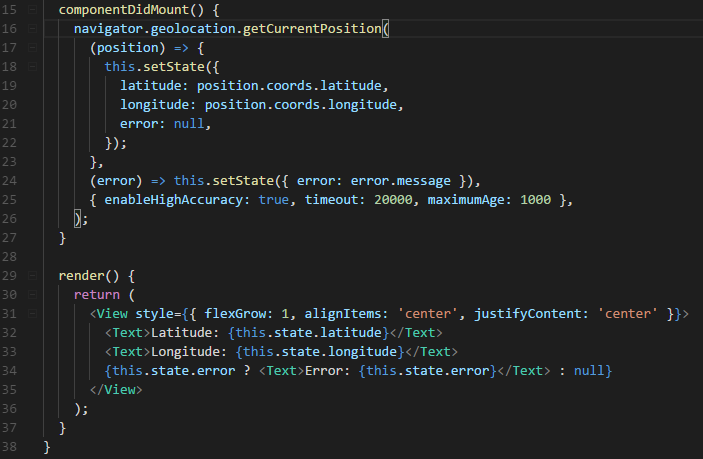 15 componentDidMount() {
16 navigator.geolocation.getCurrentPosition(
17 (position) => {
18 this.setState({
19 latitude: position.coords.latitude,
20 longitude: position.coords.longitude,
21 error: null,
22 });
23 },
24 (error) => this.setState({ error: error.message }),
25 { enableHighAccuracy: true, timeout: 20000, maximumAge: 1000 },
26 );
27 }
28
29 render() {
30 return (
31 <View style={{ flexGrow: 1, alignItems: 'center', justifyContent: 'center' }}>
32 <Text>Latitude: {this.state.latitude}</Text>
33 <Text>Longitude: {this.state.longitude}</Text>
34 {this.state.error ? <Text>Error: {this.state.error}</Text> : null}
35 </View>
36 );
37 }
38 }